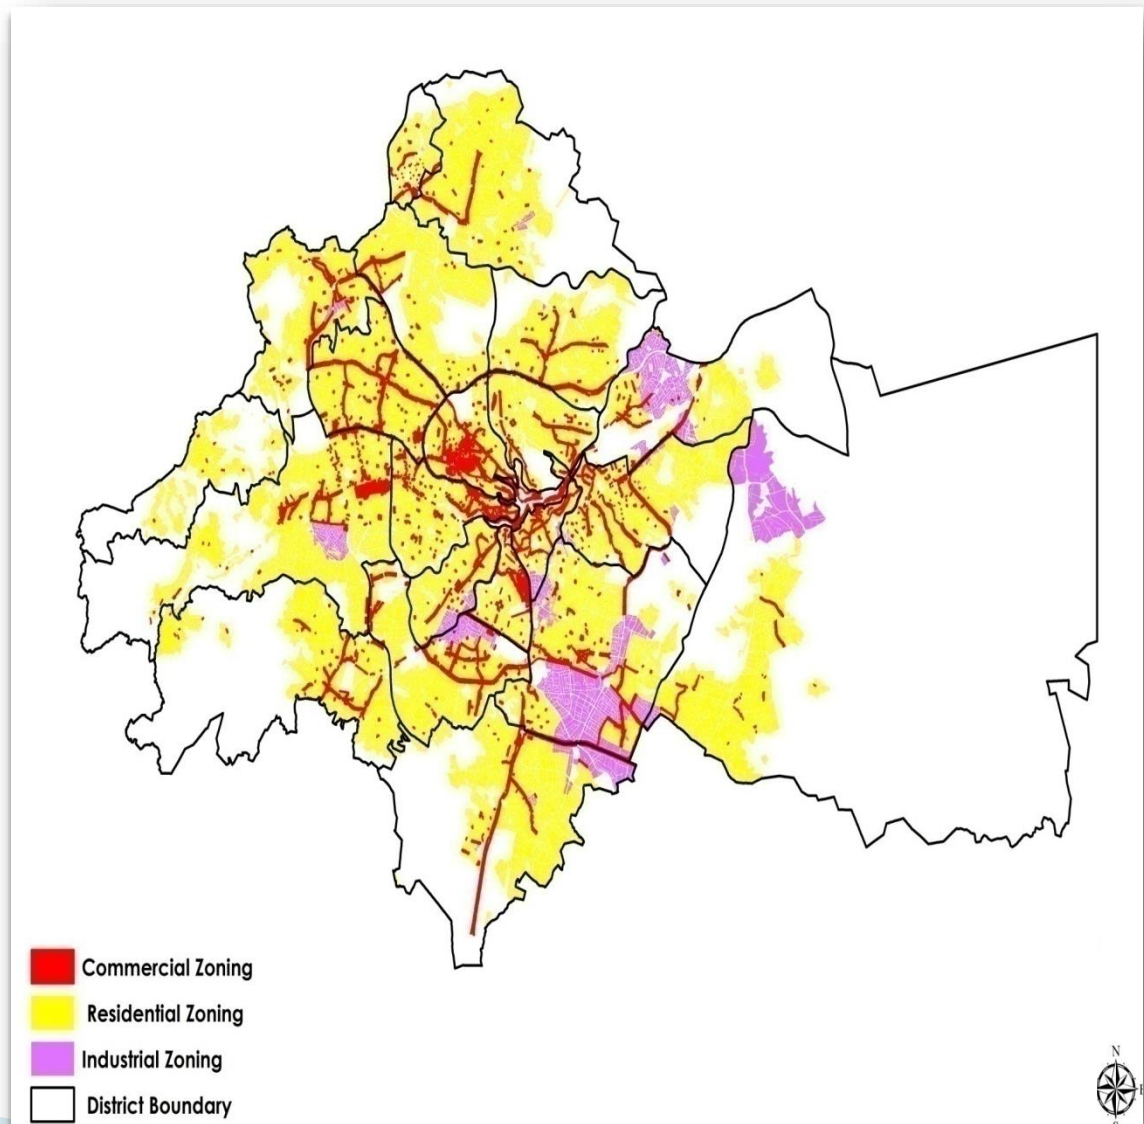 Commercial Zoning
Residential Zoning
Industrial Zoning
District Boundary
N
E
S